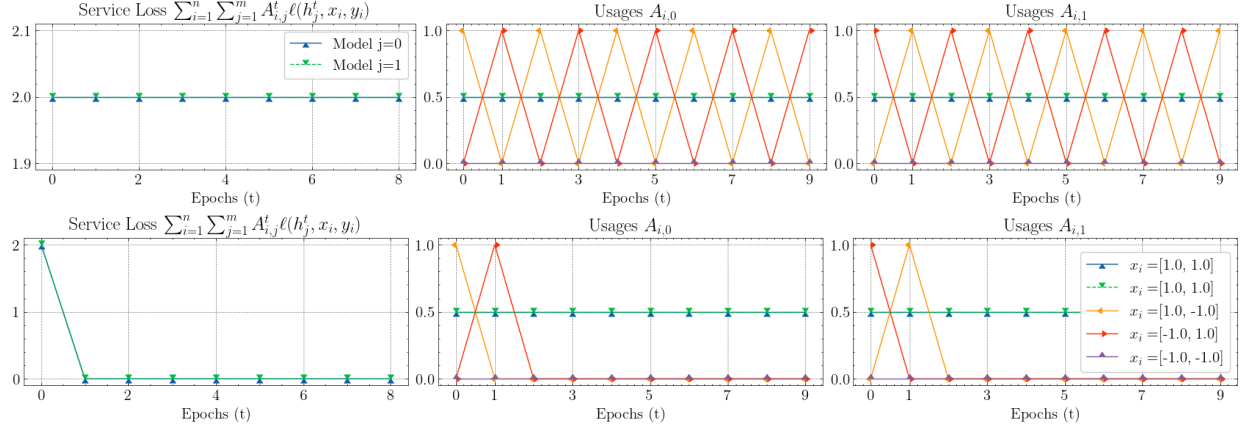 Service Loss $\sum_{i=1}^{n} \sum_{j=1}^{m} A_{i,j}^{t} \ell(h_{j}^{t}, x_i, y_i)$
2.1
2.0
1.9
Model j=0
Model j=1
0 2 4 6 8
Epochs (t)
Usages $A_{i,0}$
1.0
0.5
0.0
0 1 3 5 7 9
Epochs (t)
Usages $A_{i,1}$
1.0
0.5
0.0
0 1 3 5 7 9
Epochs (t)
Service Loss $\sum_{i=1}^{n} \sum_{j=1}^{m} A_{i,j}^{t} \ell(h_{j}^{t}, x_i, y_i)$
2
1
0
0 2 4 6 8
Epochs (t)
Usages $A_{i,0}$
1.0
0.5
0.0
0 1 3 5 7 9
Epochs (t)
Usages $A_{i,1}$
1.0
0.5
0.0
$x_i$ =[1.0, 1.0]
$x_i$ =[1.0, 1.0]
$x_i$ =[1.0, -1.0]
$x_i$ =[-1.0, 1.0]
$x_i$ =[-1.0, -1.0]
0 1 3 5 7 9
Epochs (t)